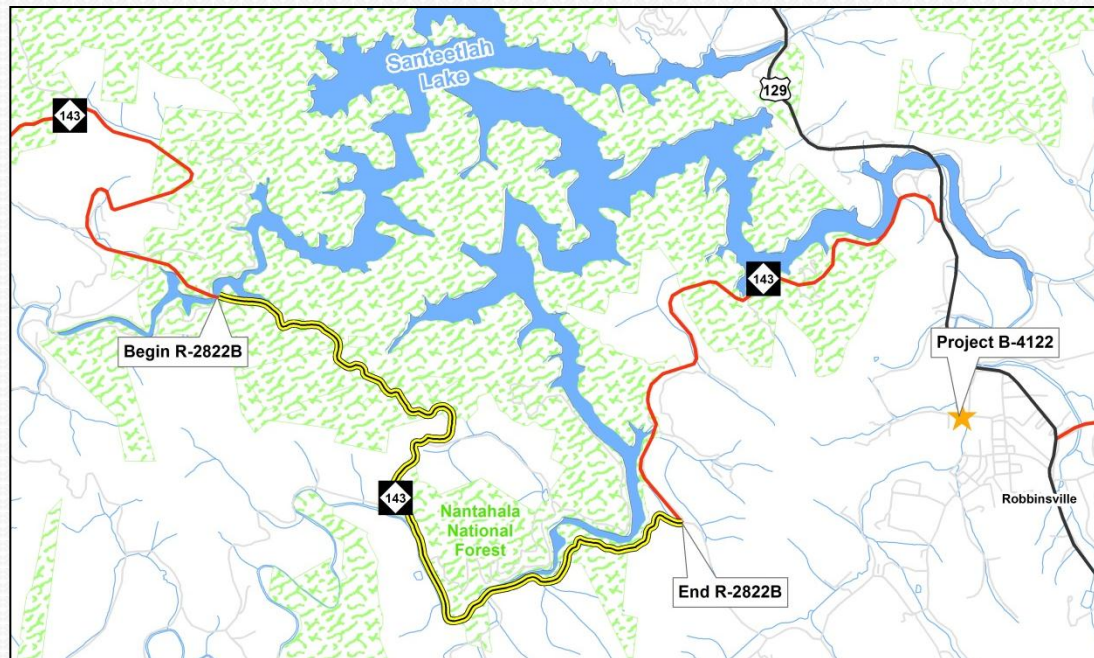 Santeetlah
Lake
129
143
143
Begin R-2822B
Project B-4122
143
Nantahala
National
Forest
Robbinsville
End R-2822B